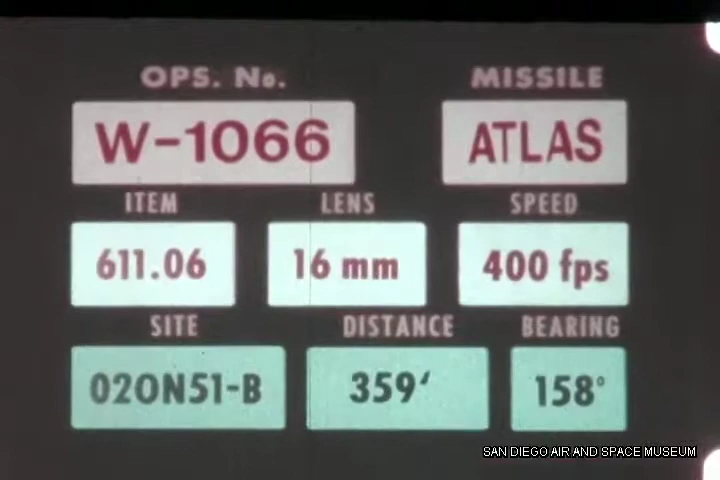 OPS. No. MISSILE
W-1066 ATLAS
ITEM LENS SPEED
611.06 16 mm 400 fps
SITE DISTANCE BEARING
020N51-B 359′ 158°
SAN DIEGO AIR AND SPACE MUSEUM